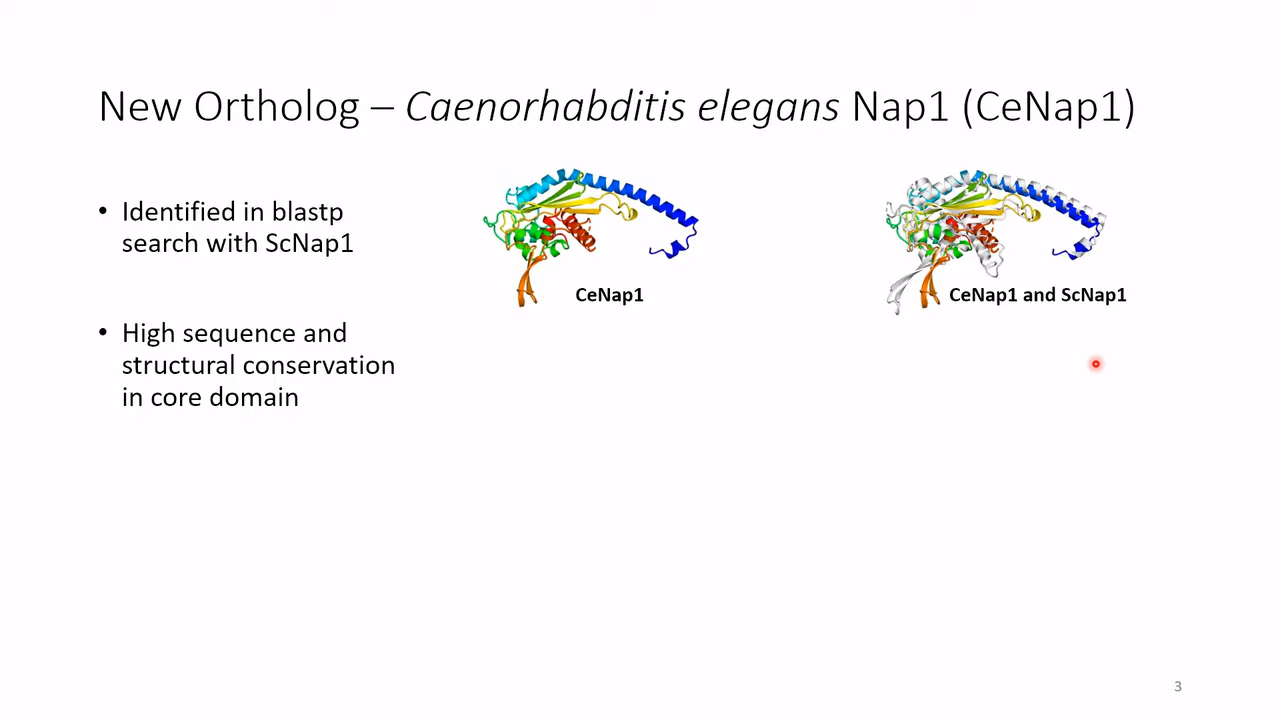 New Ortholog – Caenorhabditis elegans Nap1 (CeNap1)
• Identified in blastp
search with ScNap1
• High sequence and
structural conservation
in core domain
CeNap1
CeNap1 and ScNap1
3